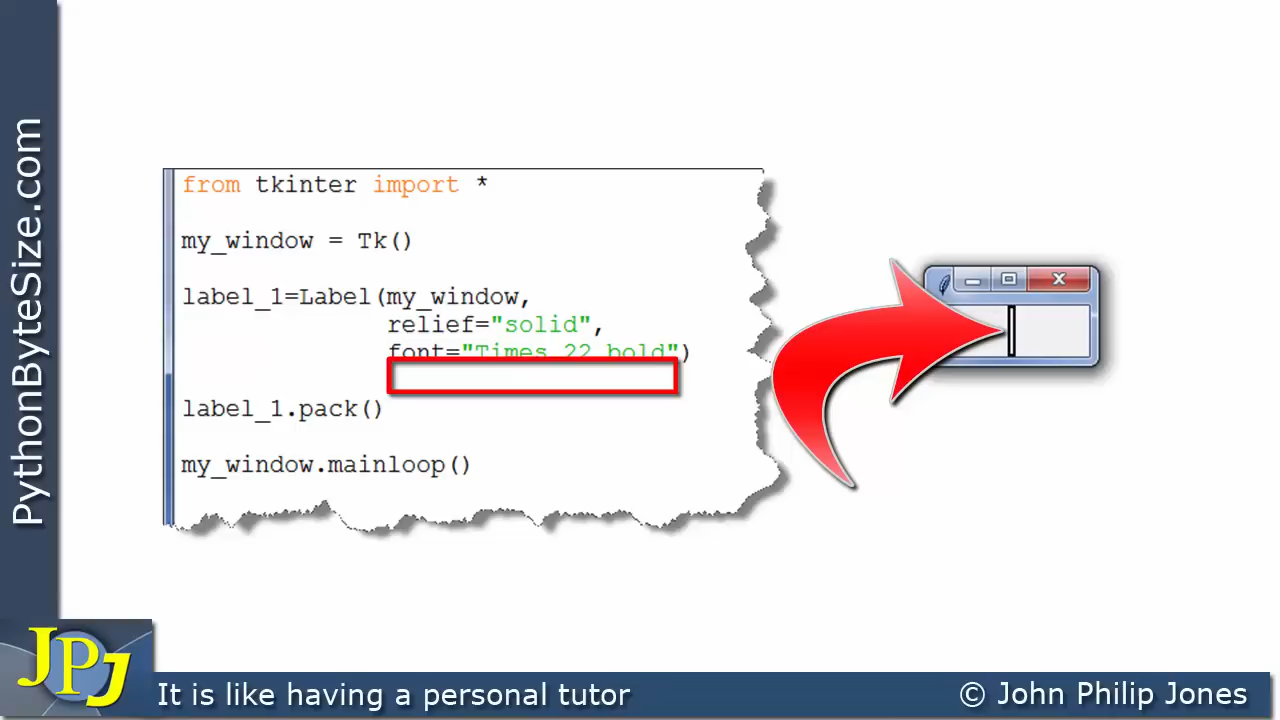 PythonByteSize.com
from tkinter import *
my_window = Tk()
label_1=Label(my_window,
relief="solid",
font="Times 22 bold")
label_1.pack()
my_window.mainloop()
JPJ
It is like having a personal tutor
© John Philip Jones